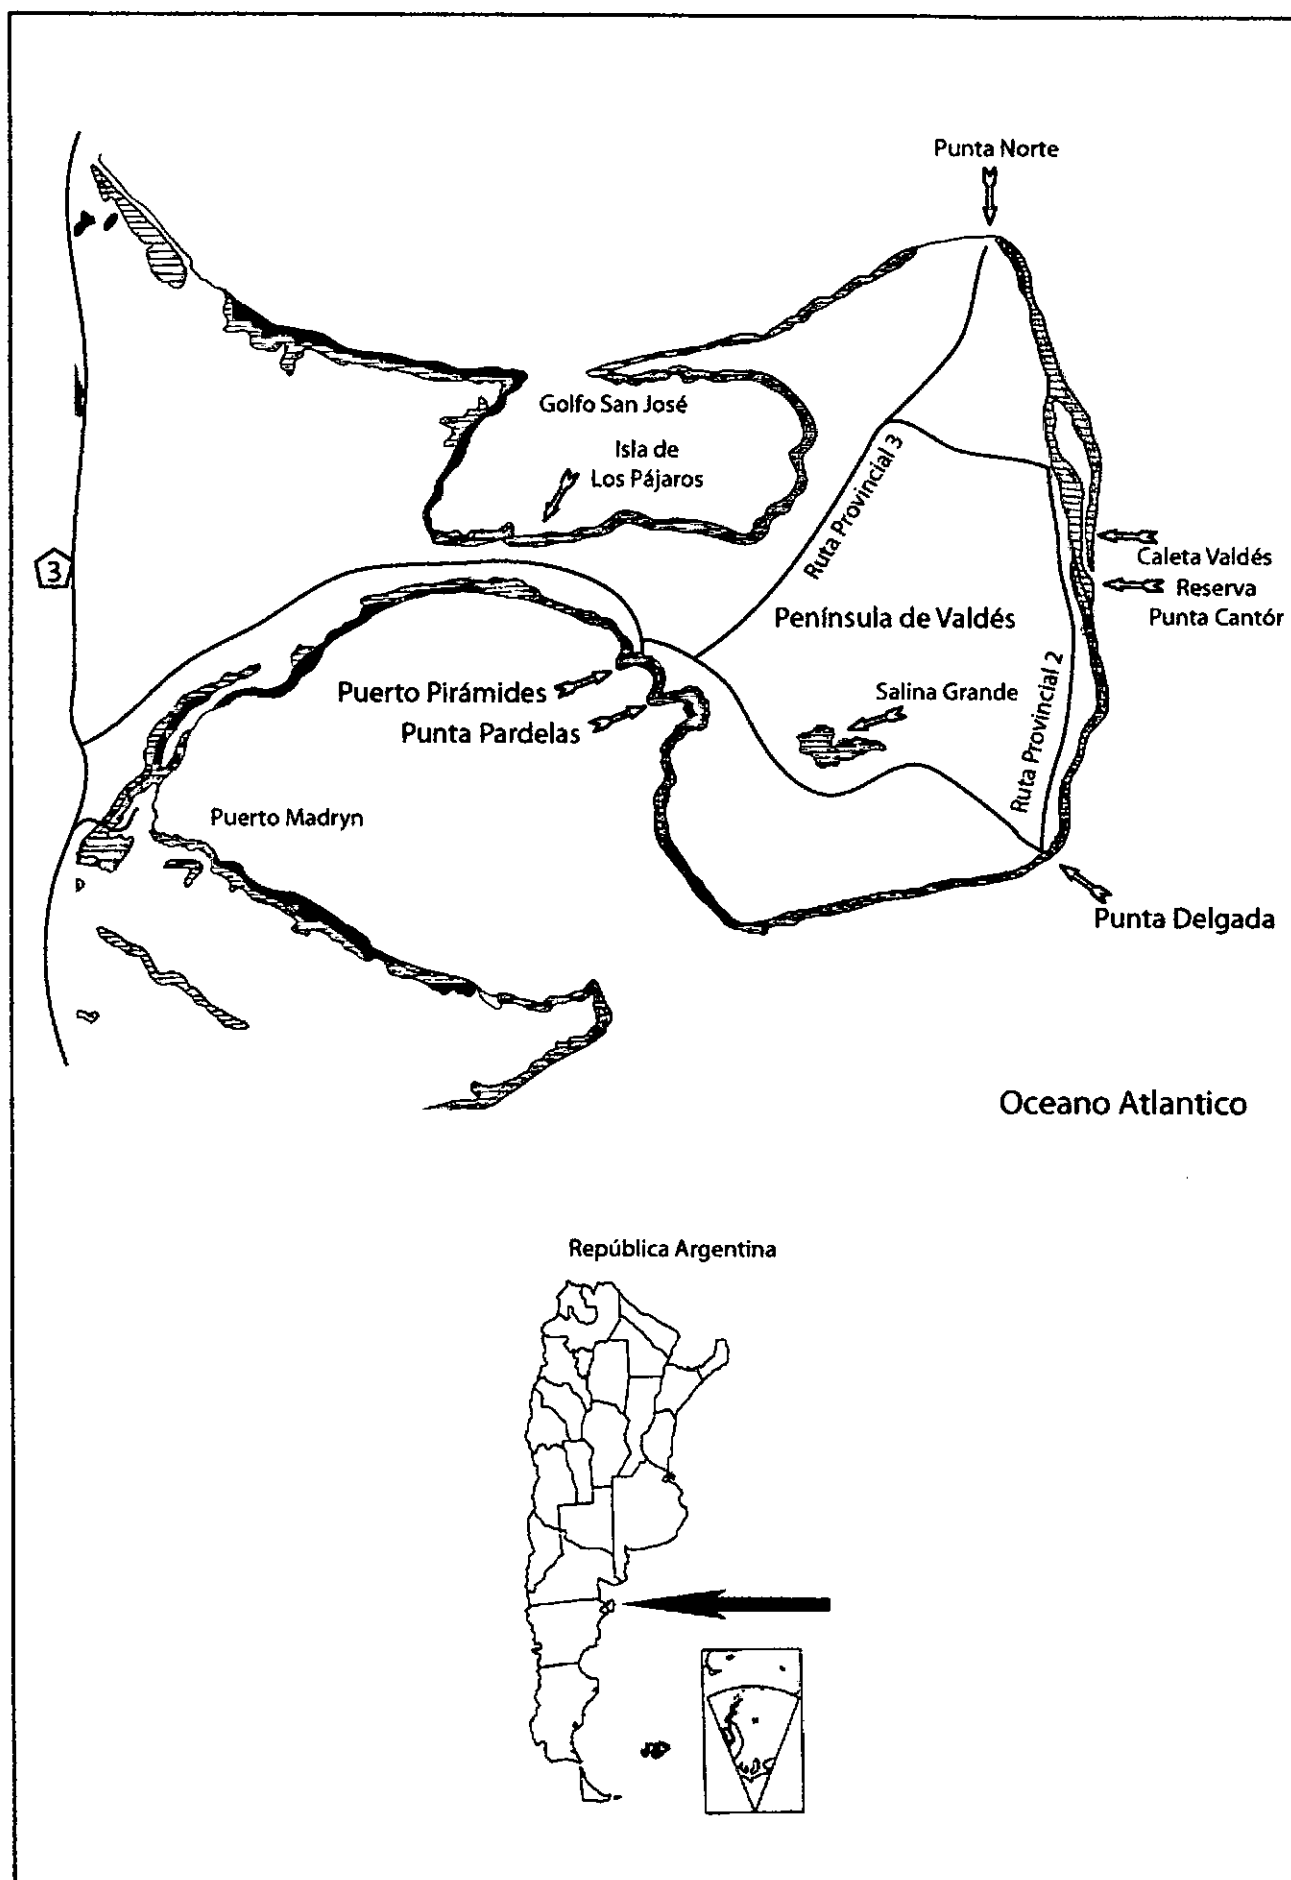 Punta Norte
Golfo San José
Isla de
Los Pájaros
Ruta Provincial 3
3
Caleta Valdés
Reserva
Punta Cantór
Península de Valdés
Puerto Pirámides
Salina Grande
Punta Pardelas
Ruta Provincial 2
Puerto Madryn
Punta Delgada
Oceano Atlantico
República Argentina